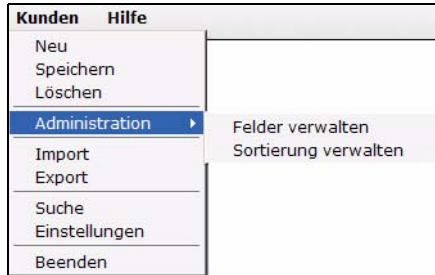 Kunden Hilfe
Neu
Speichern
Löschen
Administration
Felder verwalten
Sortierung verwalten
Import
Export
Suche
Einstellungen
Beenden